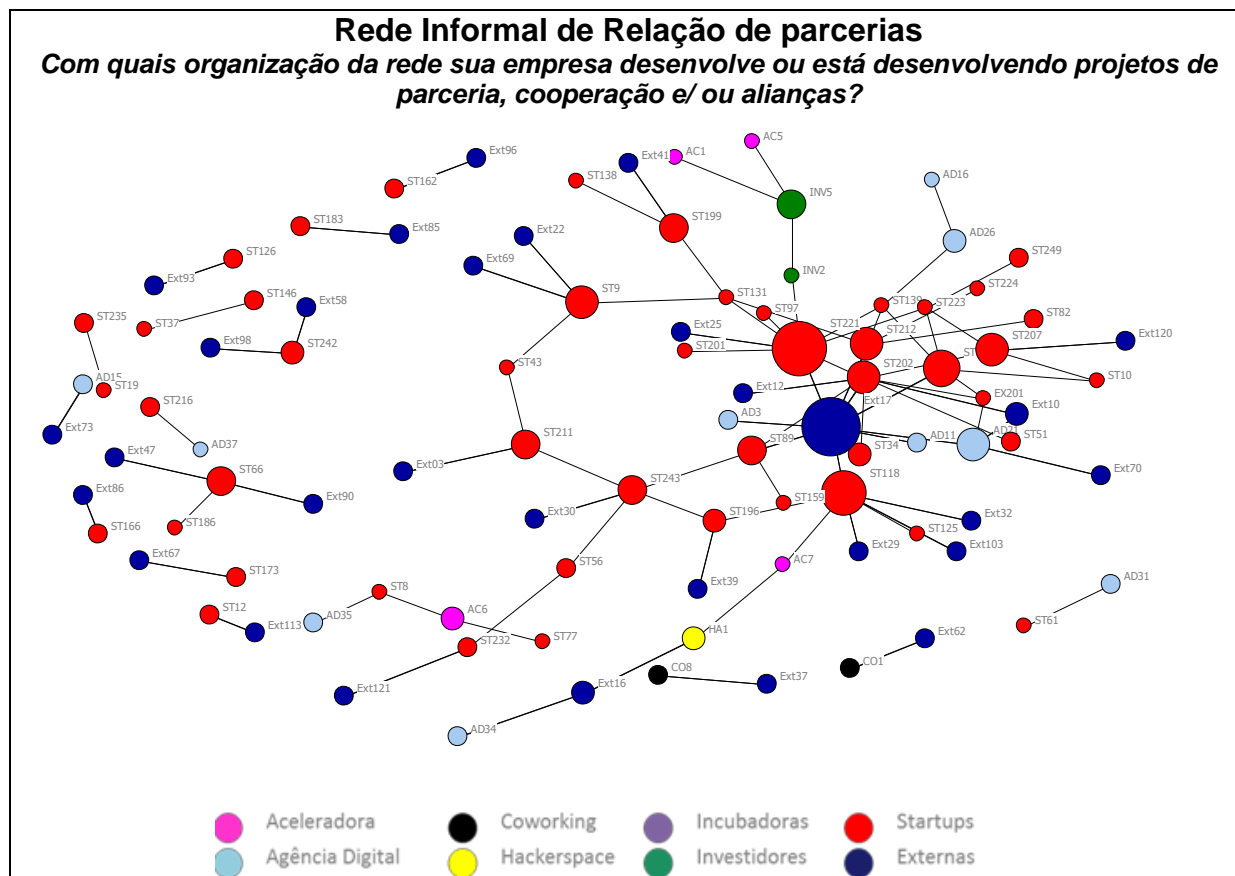 Rede Informal de Relação de parcerias
Com quais organização da rede sua empresa desenvolve ou está desenvolvendo projetos de
parceria, cooperação e/ ou alianças?
Ext96
AC5
AC1
Ext41
ST162
ST138
AD16
INV5
ST183
ST199
Ext85
Ext22
AD26
ST126
ST249
Ext69
Ext93
INV2
ST224
ST146
Ext58
ST9
ST131
ST139
ST223
ST97
ST235
ST37
Ext25
ST82
ST221
ST212
ST207
Ext120
Ext98
ST242
ST201
ST43
ST202
AD15
ST19
ST10
Ext12
EX201
ST216
Ext17
Ext10
AD3
Ext73
AD37
ST211
ST89
ST34
AD11
AD21
ST51
Ext47
Ext03
ST66
ST243
ST118
Ext70
Ext86
Ext90
ST159
ST166
ST186
Ext30
ST196
ST125
Ext32
Ext67
ST173
ST56
Ext39
AC7
Ext29
Ext103
ST8
AD31
ST12
Ext113
AD35
AC6
ST77
ST232
HA1
ST61
Ext62
CO8
CO1
Ext121
Ext16
Ext37
AD34
Aceleradora
Coworking
Incubadoras
Startups
Agência Digital
Hackerspace
Investidores
Externas